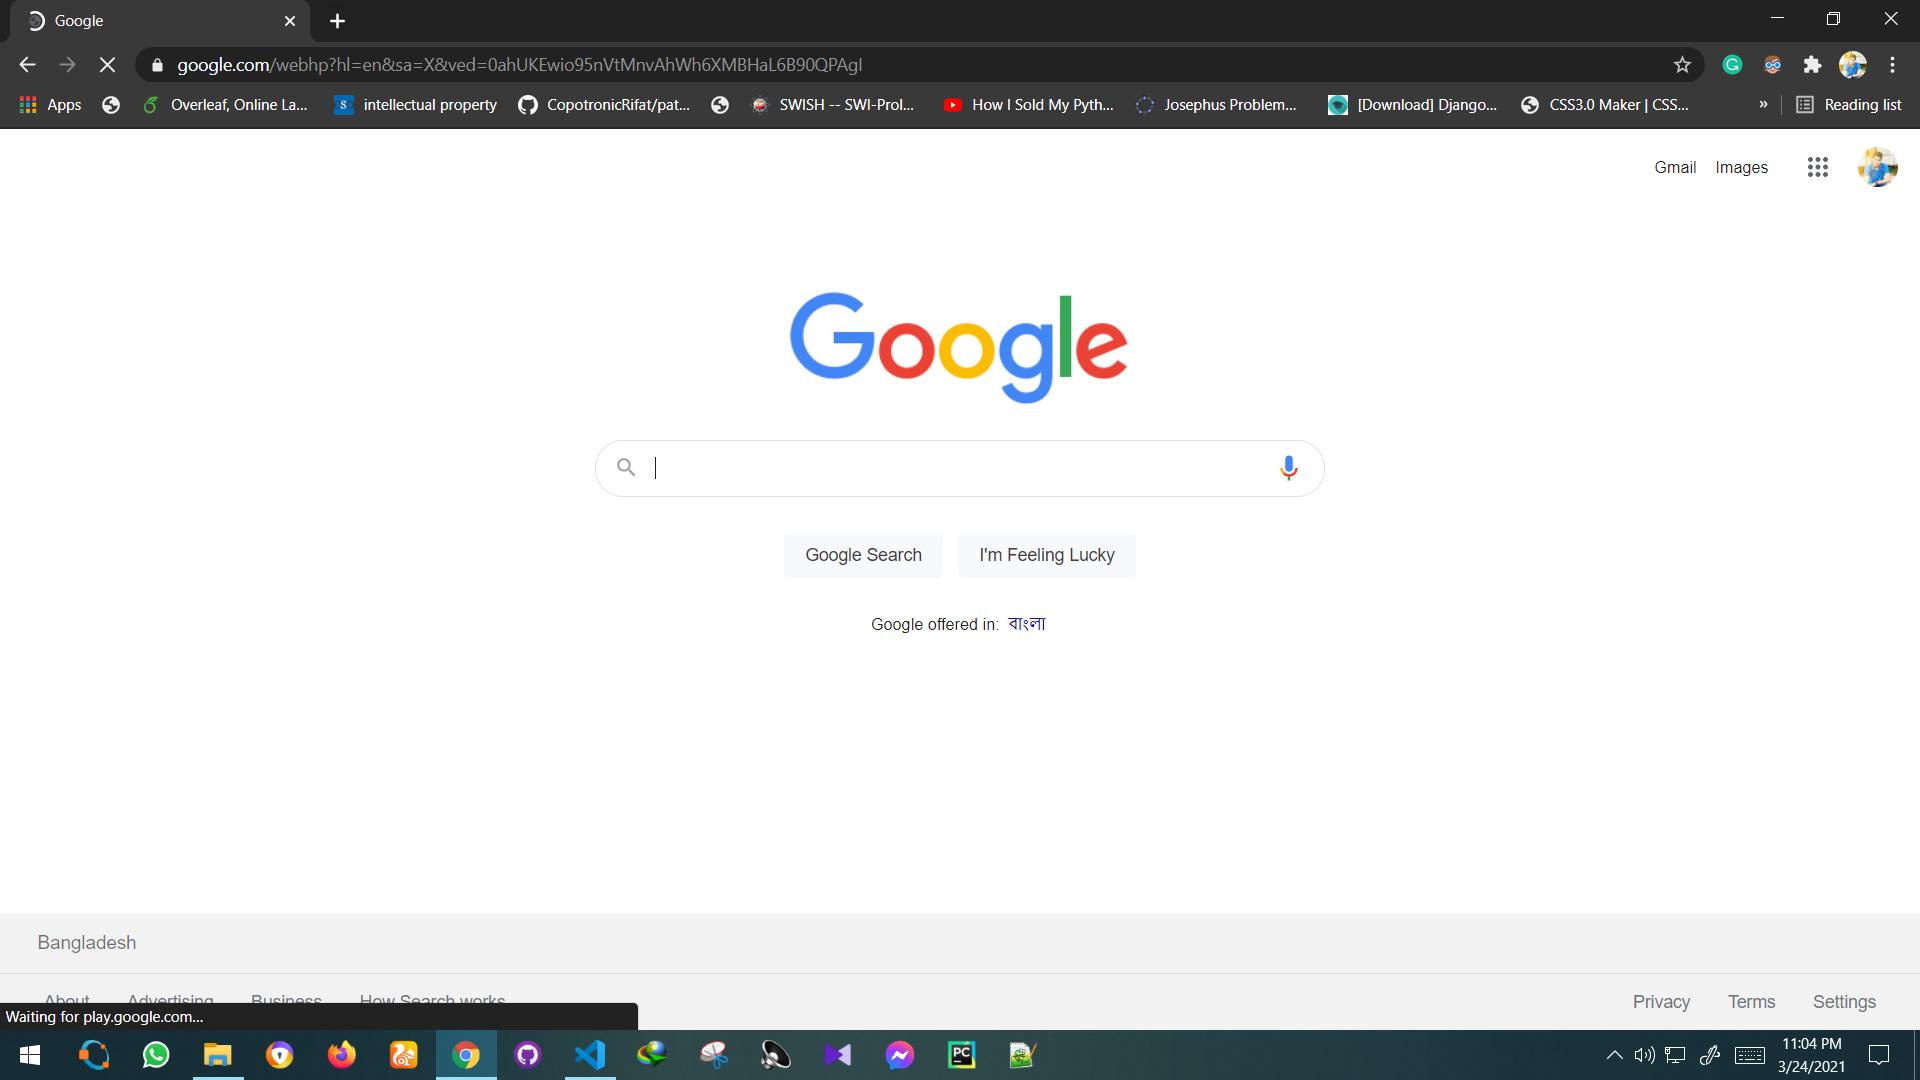 Google
google.com/webhp?hl=en&sa=X&ved=0ahUKEwio95nVtMnvAhWh6XMBHaL6B90QPAgI
Apps Overleaf, Online La... intellectual property CopotronicRifat/pat... SWISH -- SWI-Prol... How I Sold My Pyth... Josephus Problem... [Download] Django... CSS3.0 Maker | CSS... » Reading list
Gmail Images
Google
Google Search I'm Feeling Lucky
Google offered in: বাংলা
Bangladesh
About Advertising Business How Search works Privacy Terms Settings
Waiting for play.google.com...
11:04 PM
3/24/2021